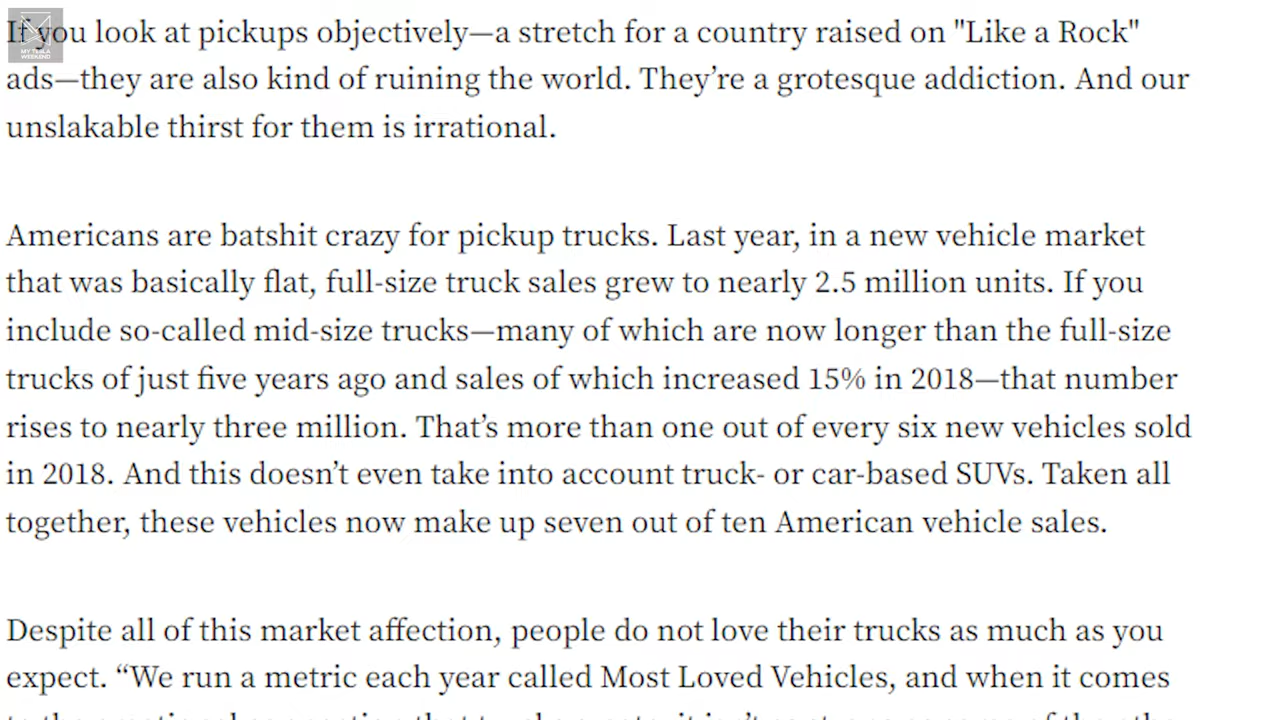 If you look at pickups objectively—a stretch for a country raised on "Like a Rock"
ads—they are also kind of ruining the world. They’re a grotesque addiction. And our
unslakable thirst for them is irrational.
Americans are batshit crazy for pickup trucks. Last year, in a new vehicle market
that was basically flat, full-size truck sales grew to nearly 2.5 million units. If you
include so-called mid-size trucks—many of which are now longer than the full-size
trucks of just five years ago and sales of which increased 15% in 2018—that number
rises to nearly three million. That’s more than one out of every six new vehicles sold
in 2018. And this doesn’t even take into account truck- or car-based SUVs. Taken all
together, these vehicles now make up seven out of ten American vehicle sales.
Despite all of this market affection, people do not love their trucks as much as you
expect. “We run a metric each year called Most Loved Vehicles, and when it comes
MY TESLA
WEEKEND